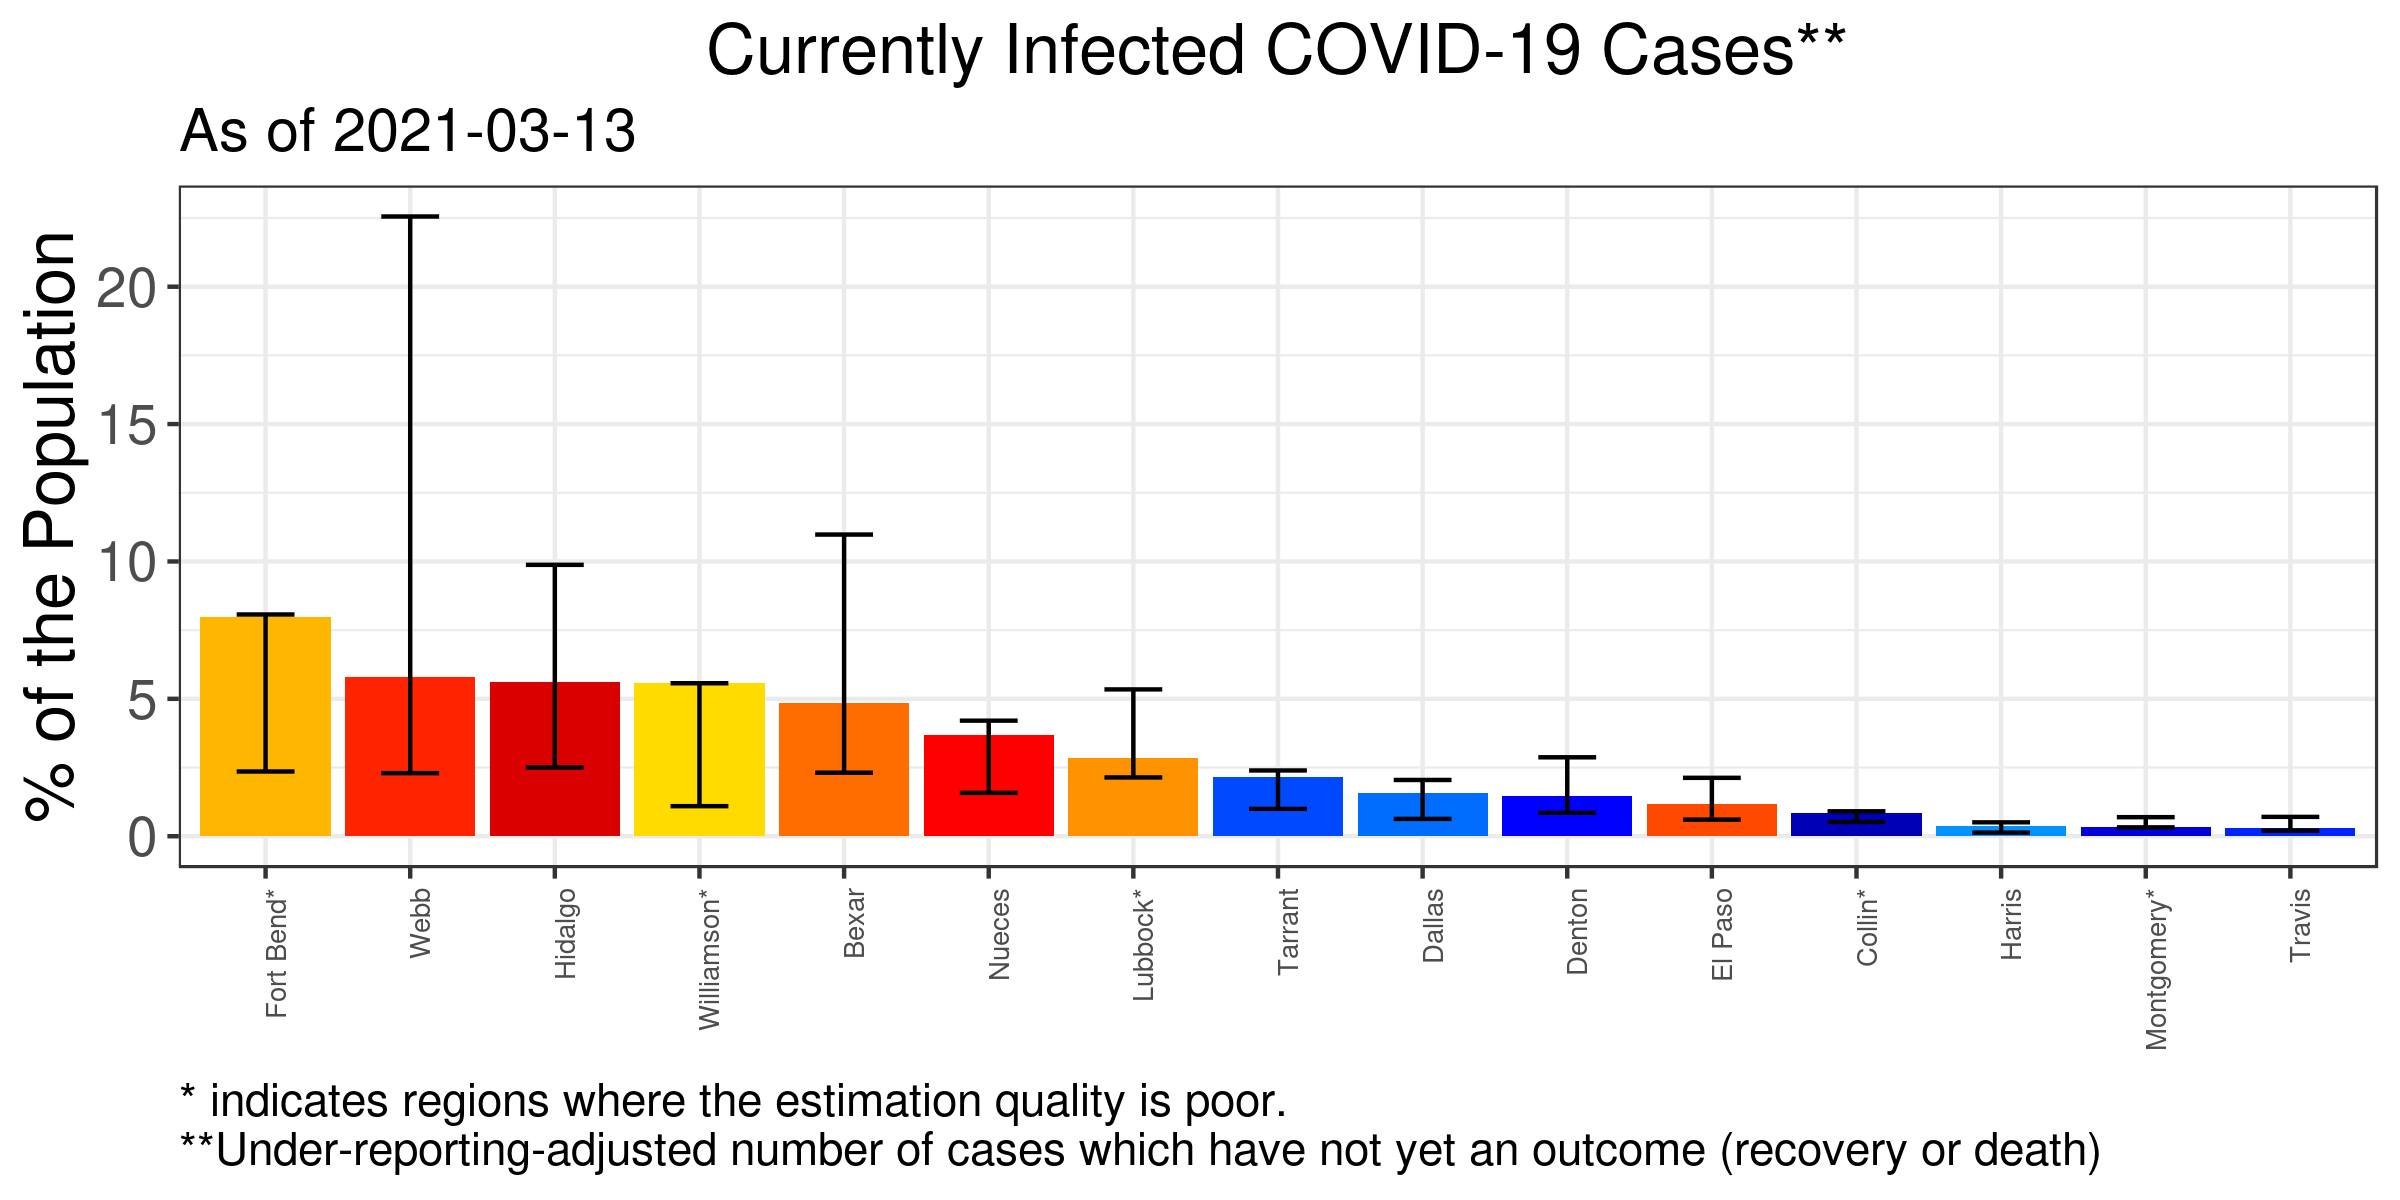 Currently Infected COVID-19 Cases**
As of 2021-03-13
% of the Population
20
15
10
5
0
Fort Bend*
Webb
Hidalgo
Williamson*
Bexar
Nueces
Lubbock*
Tarrant
Dallas
Denton
El Paso
Collin*
Harris
Montgomery*
Travis
* indicates regions where the estimation quality is poor.
**Under-reporting-adjusted number of cases which have not yet an outcome (recovery or death)